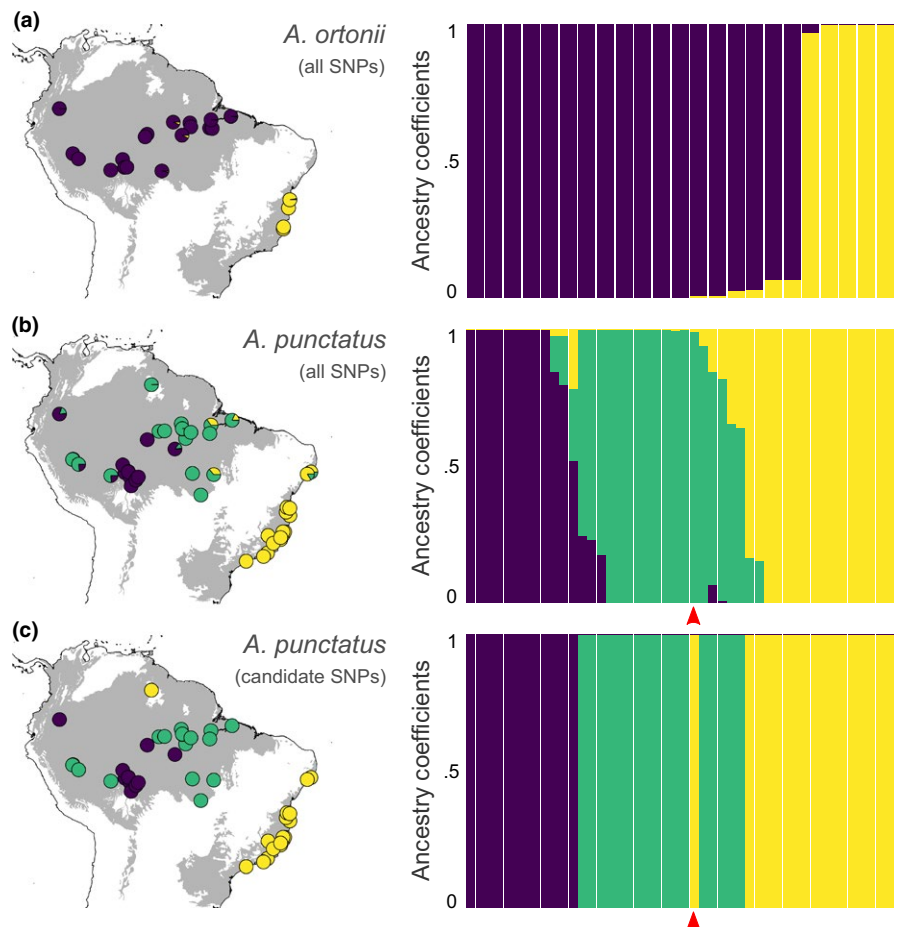 (a)
A. ortonii
(all SNPs)
Ancestry coefficients
1
.5
0
(b)
A. punctatus
(all SNPs)
Ancestry coefficients
1
.5
0
(c)
A. punctatus
(candidate SNPs)
Ancestry coefficients
1
.5
0